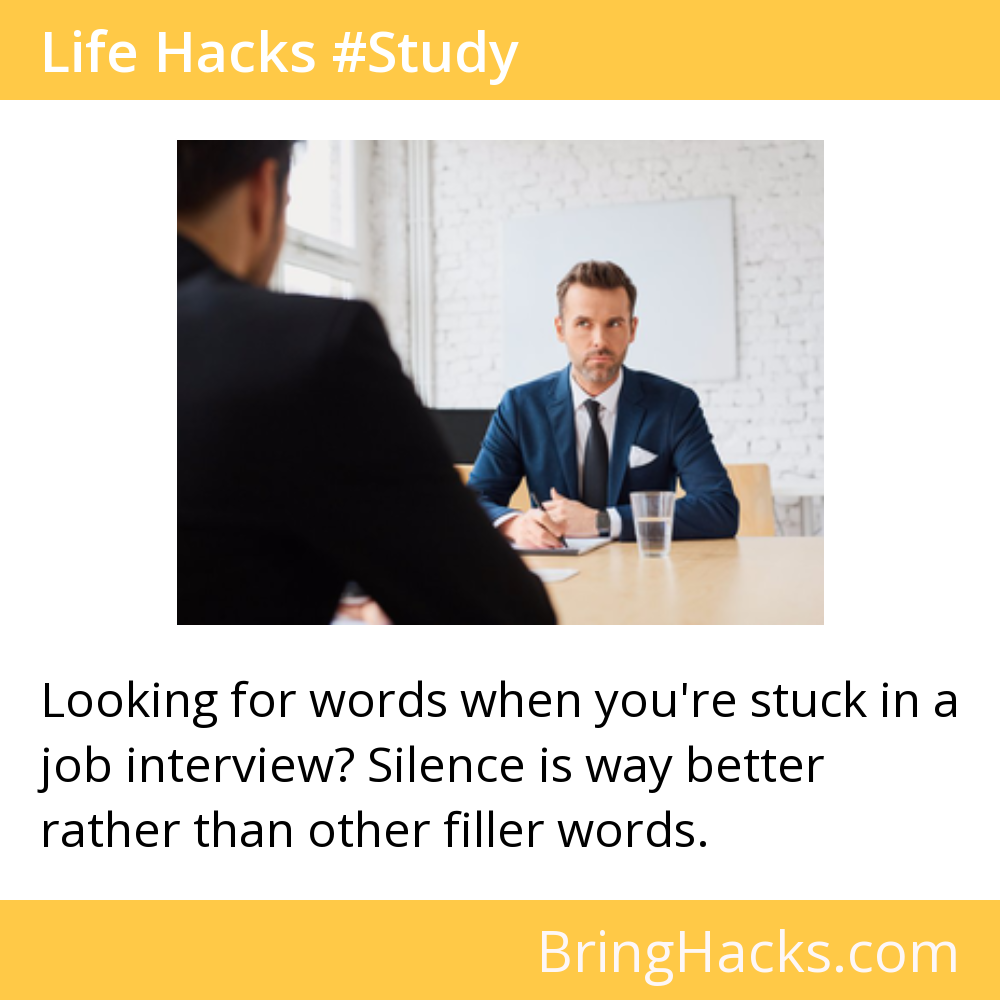 Life Hacks #Study
Looking for words when you're stuck in a
job interview? Silence is way better
rather than other filler words.
BringHacks.com